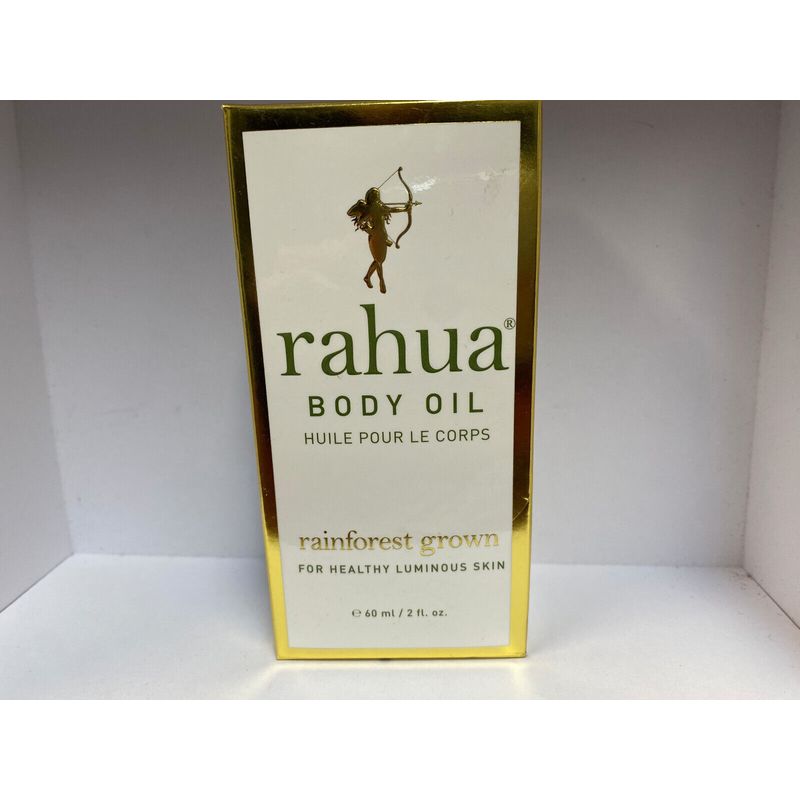 rahua®
BODY OIL
HUILE POUR LE CORPS
rainforest grown
FOR HEALTHY LUMINOUS SKIN
℮ 60 ml / 2 fl. oz.